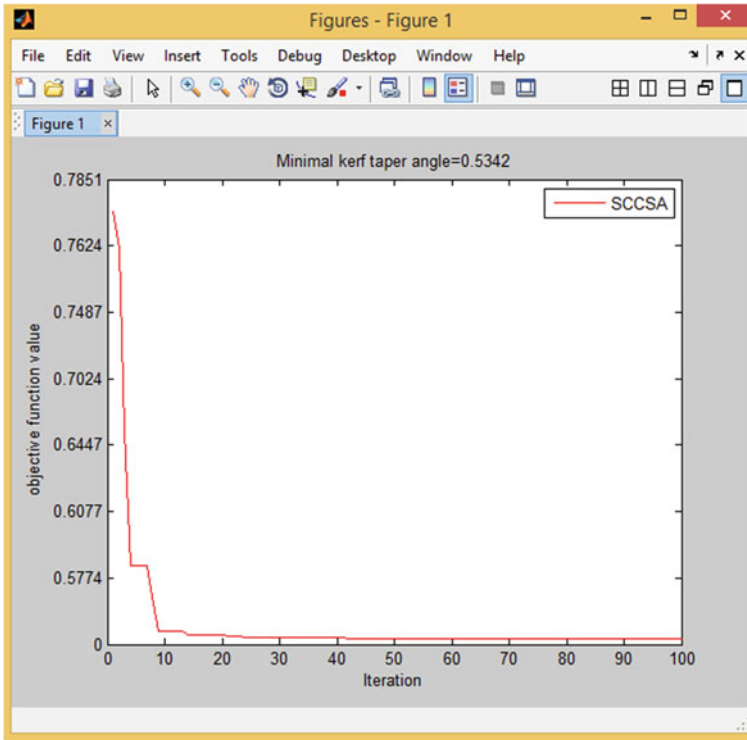 Figures - Figure 1
File Edit View Insert Tools Debug Desktop Window Help
Figure 1
Minimal kerf taper angle=0.5342
SCCSA
objective function value
0.7851
0.7624
0.7487
0.7024
0.6447
0.6077
0.5774
0
0 10 20 30 40 50 60 70 80 90 100
Iteration